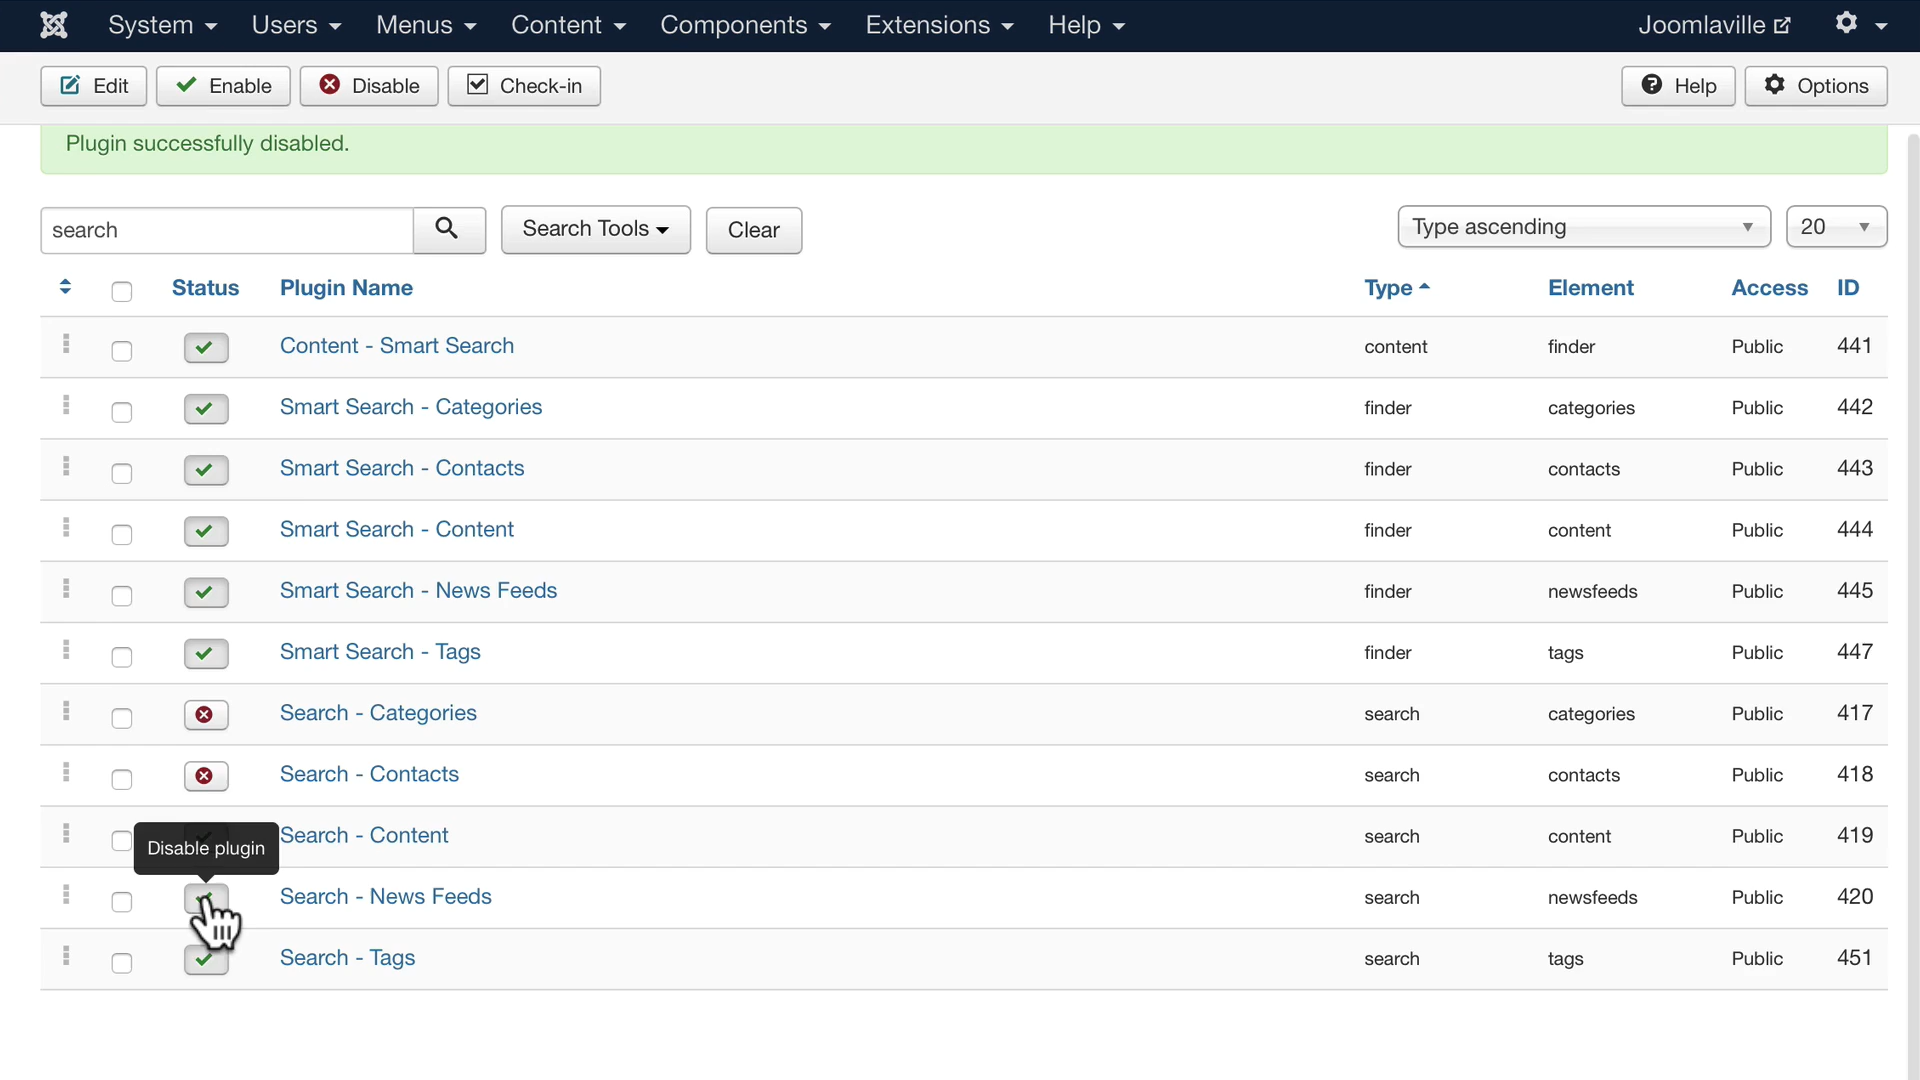 System Users Menus Content Components Extensions Help Joomlaville
Edit Enable Disable Check-in Help Options
Plugin successfully disabled.
search Search Tools Clear Type ascending 20
Status Plugin Name Type Element Access ID
Content - Smart Search content finder Public 441
Smart Search - Categories finder categories Public 442
Smart Search - Contacts finder contacts Public 443
Smart Search - Content finder content Public 444
Smart Search - News Feeds finder newsfeeds Public 445
Smart Search - Tags finder tags Public 447
Search - Categories search categories Public 417
Search - Contacts search contacts Public 418
Search - Content search content Public 419
Disable plugin
Search - News Feeds search newsfeeds Public 420
Search - Tags search tags Public 451